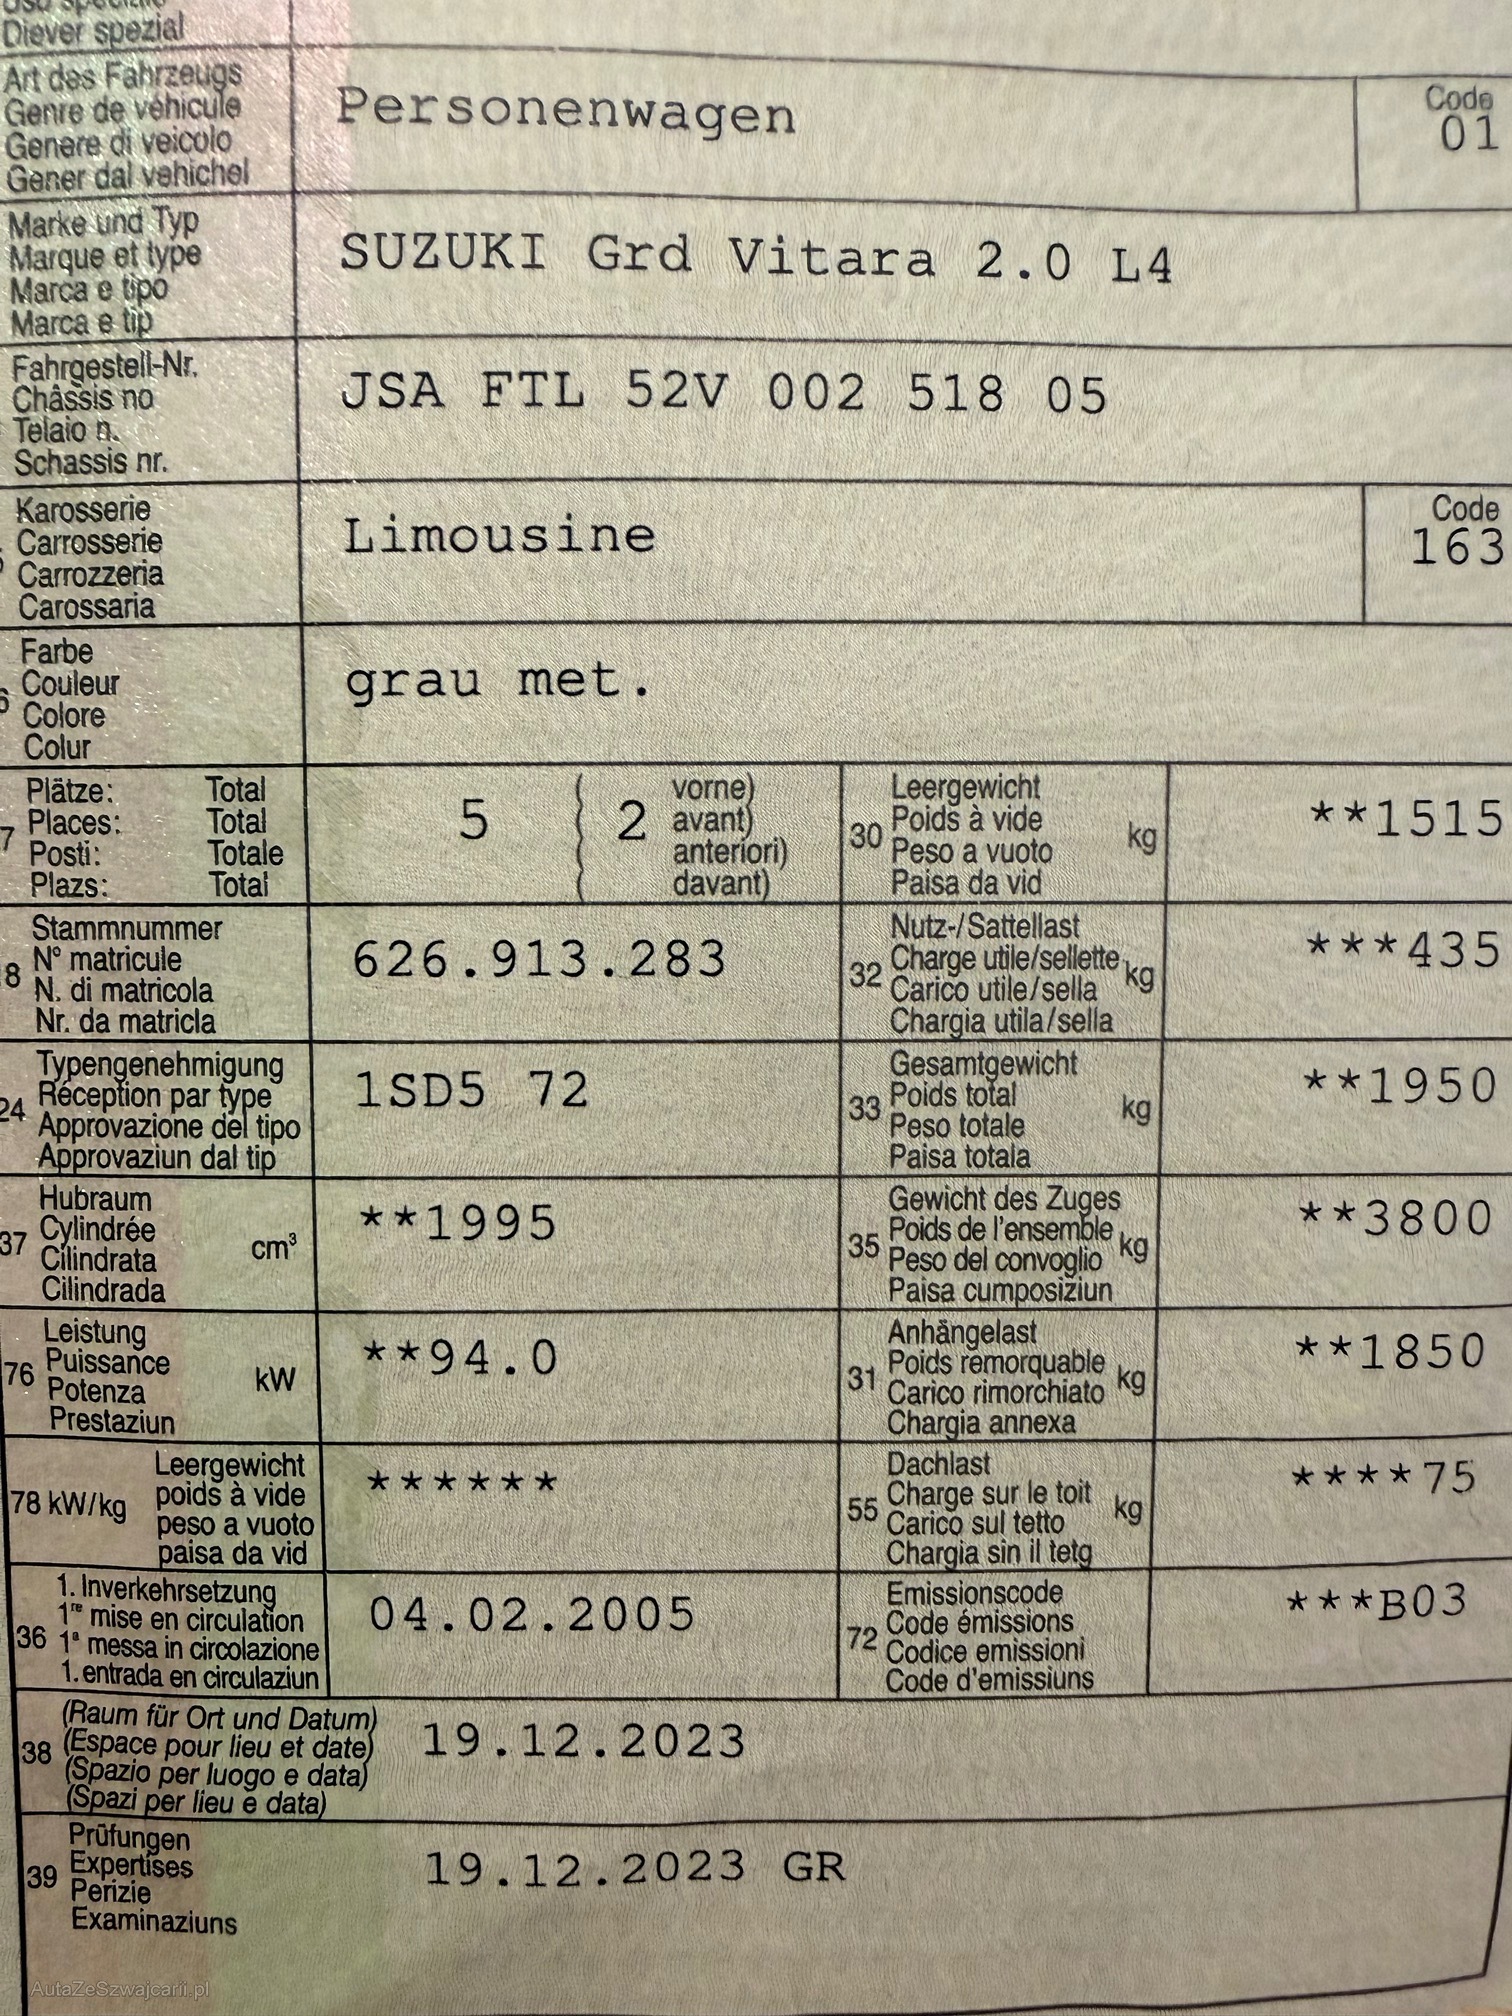 Diever spezial
Art des Fahrzeugs
Genre de véhicule
Genere di veicolo
Gener dal vehichel
Personenwagen
Code
01
Marke und Typ
Marque et type
Marca e tipo
Marca e tip
SUZUKI Grd Vitara 2.0 L4
Fahrgestell-Nr.
Châssis no
Telaio n.
Schassis nr.
JSA FTL 52V 002 518 05
Karosserie
Carrosserie
Carrozzeria
Carossaria
Limousine
Code
163
Farbe
Couleur
Colore
Colur
grau met.
7
Plätze: Total
Places: Total
Posti: Totale
Plazs: Total
5
2
vorne)
avant)
anteriori)
davant)
30
Leergewicht
Poids à vide
Peso a vuoto
Paisa da vid
kg
**1515
8
Stammnummer
N° matricule
N. di matricola
Nr. da matricla
626.913.283
32
Nutz-/Sattellast
Charge utile/sellette
Carico utile/sella
Chargia utila/sella
kg
***435
24
Typengenehmigung
Réception par type
Approvazione del tipo
Approvaziun dal tip
1SD5 72
33
Gesamtgewicht
Poids total
Peso totale
Paisa totala
kg
**1950
37
Hubraum
Cylindrée
Cilindrata
Cilindrada
cm³
**1995
35
Gewicht des Zuges
Poids de l'ensemble
Peso del convoglio
Paisa cumposiziun
kg
**3800
76
Leistung
Puissance
Potenza
Prestaziun
kW
**94.0
31
Anhängelast
Poids remorquable
Carico rimorchiato
Chargia annexa
kg
**1850
78 kW/kg
Leergewicht
poids à vide
peso a vuoto
paisa da vid
******
55
Dachlast
Charge sur le toit
Carico sul tetto
Chargia sin il tetg
kg
****75
36
1. Inverkehrsetzung
1re mise en circulation
1a messa in circolazione
1. entrada en circulaziun
04.02.2005
72
Emissionscode
Code émissions
Codice emissioni
Code d'emissiuns
***B03
38
(Raum für Ort und Datum)
(Espace pour lieu et date)
(Spazio per luogo e data)
(Spazi per lieu e data)
19.12.2023
39
Prüfungen
Expertises
Perizie
Examinaziuns
19.12.2023 GR
AutaZeSzwajcarii.pl